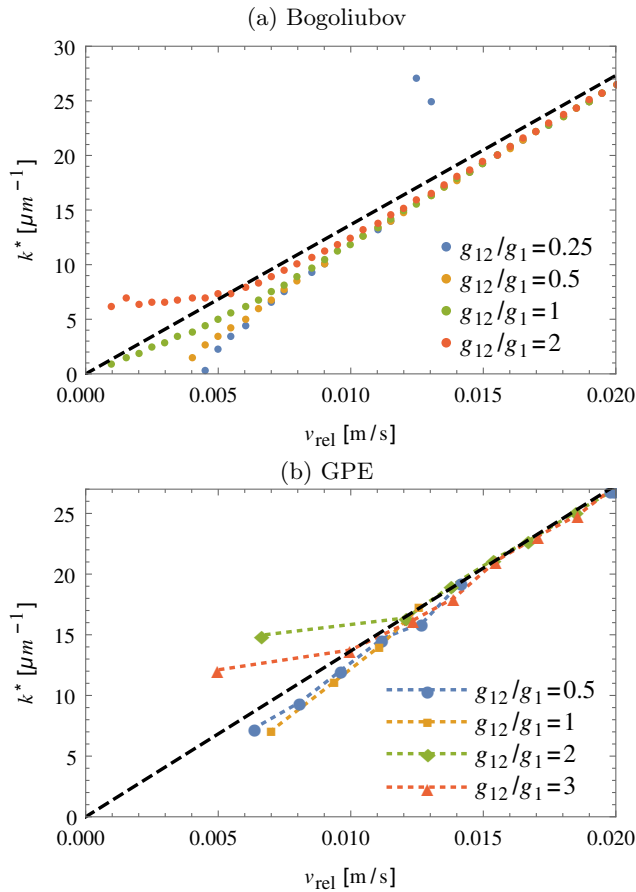 (a) Bogoliubov
30
25
20
15
10
5
0
k* [μm⁻¹]
g₁₂/g₁=0.25
g₁₂/g₁=0.5
g₁₂/g₁=1
g₁₂/g₁=2
0.000 0.005 0.010 0.015 0.020
v_rel [m/s]
(b) GPE
25
20
15
10
5
0
k* [μm⁻¹]
g₁₂/g₁=0.5
g₁₂/g₁=1
g₁₂/g₁=2
g₁₂/g₁=3
0.000 0.005 0.010 0.015 0.020
v_rel [m/s]